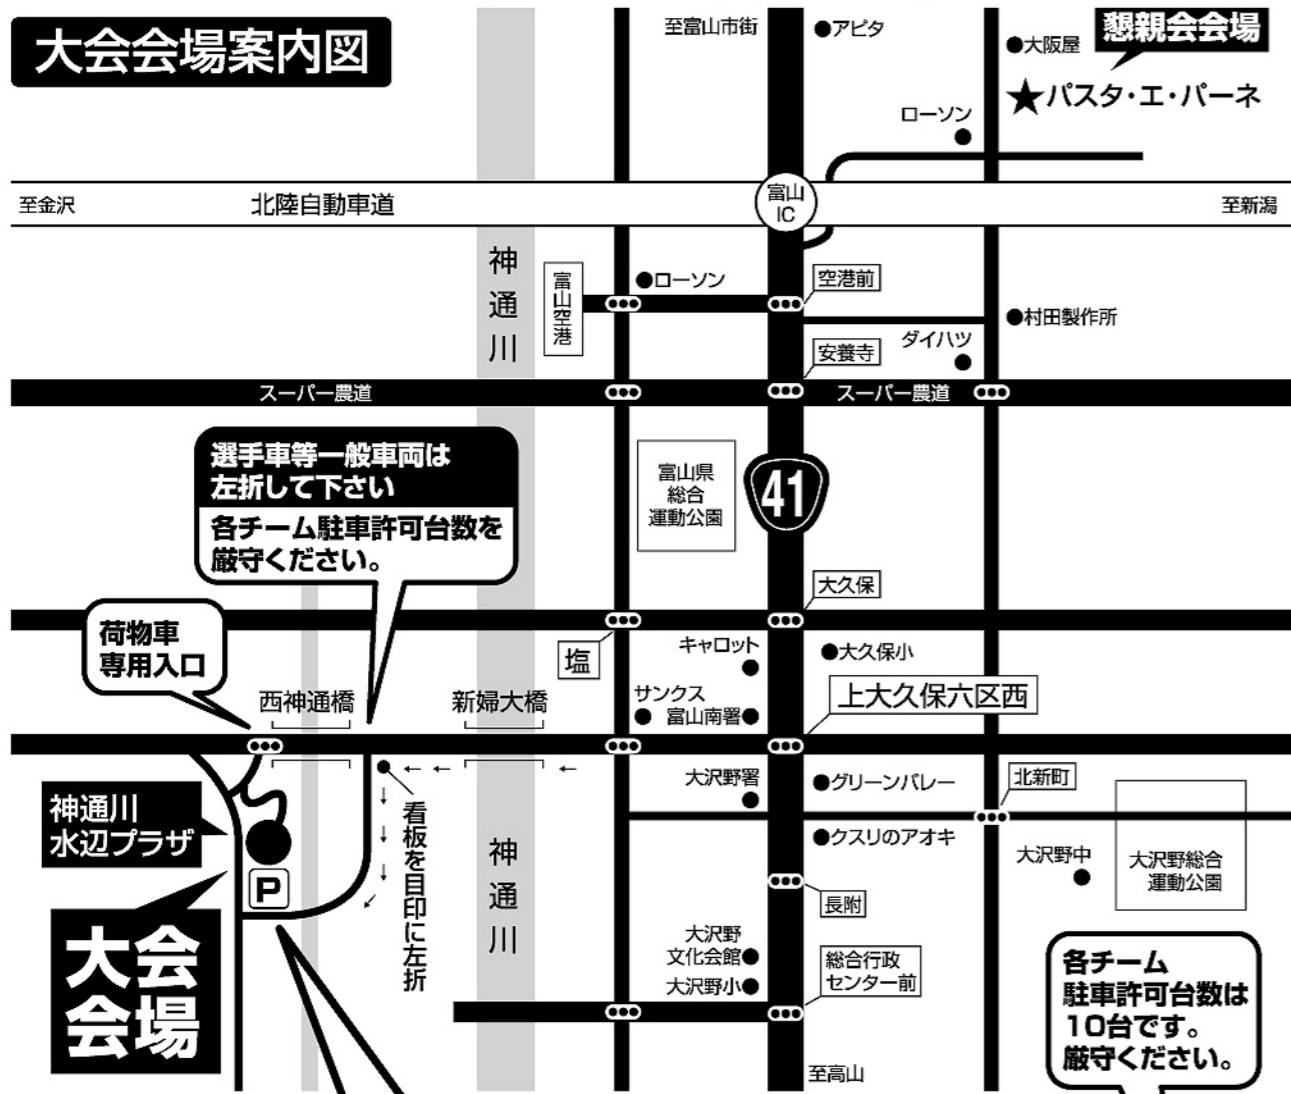 大会会場案内図
至富山市街
アピタ
大阪屋
懇親会会場
★パスタ・エ・パーネ
ローソン
至金沢
北陸自動車道
富山
IC
至新潟
神通川
富山空港
ローソン
空港前
村田製作所
安養寺
ダイハツ
スーパー農道
スーパー農道
選手車等一般車両は
左折して下さい
各チーム駐車許可台数を
厳守ください。
富山県
総合
運動公園
41
大久保
荷物車
専用入口
塩
キャロット
大久保小
西神通橋
新婦大橋
サンクス
富山南署
上大久保六区西
大沢野署
グリーンバレー
北新町
神通川
水辺プラザ
看板を目印に左折
神通川
クスリのアオキ
大沢野中
大沢野総合
運動公園
P
長附
大会
会場
大沢野
文化会館
大沢野小
総合行政
センター前
各チーム
駐車許可台数は
10台です。
厳守ください。
至高山